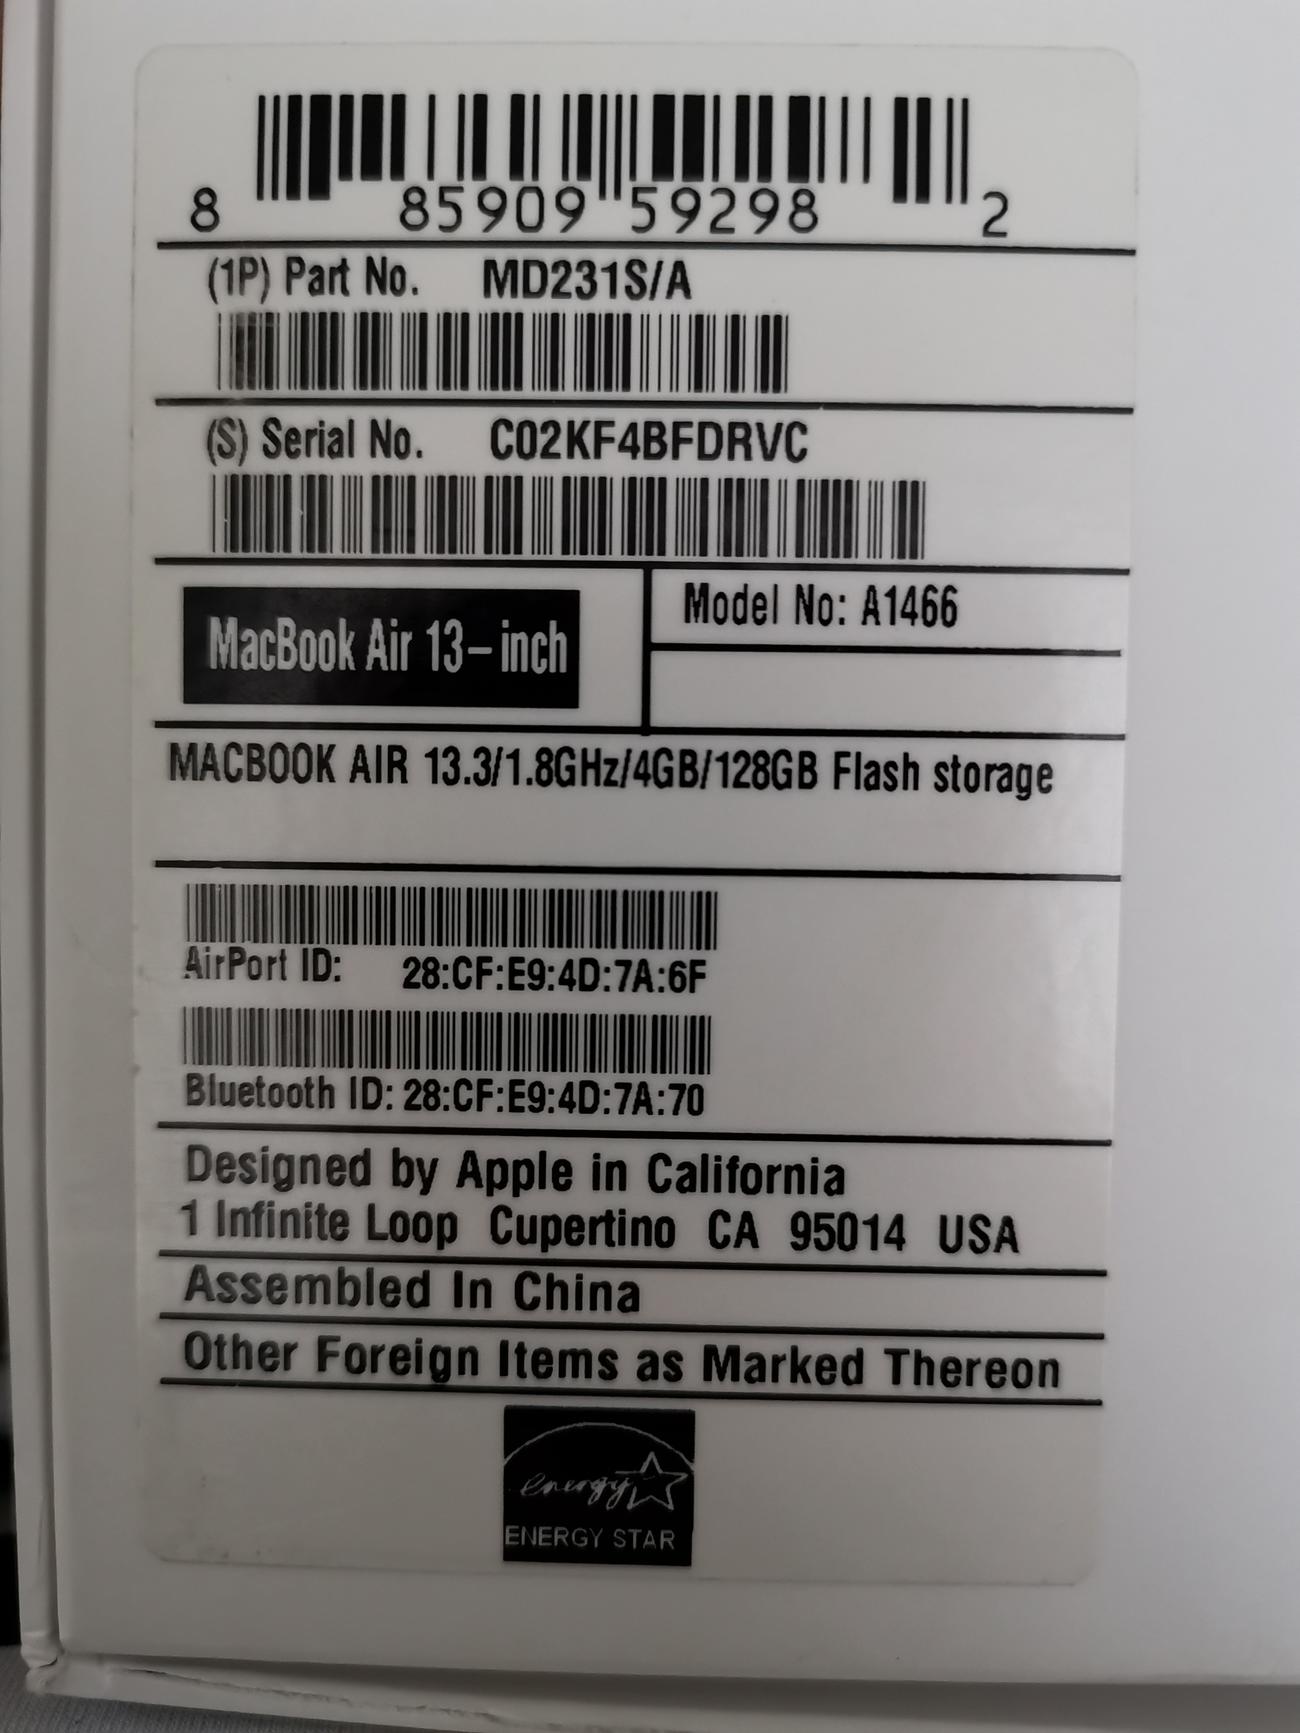 8 85909 59298 2
(1P) Part No. MD231S/A
(S) Serial No. C02KF4BFDRVC
MacBook Air 13-inch
Model No: A1466
MACBOOK AIR 13.3/1.8GHz/4GB/128GB Flash storage
AirPort ID: 28:CF:E9:4D:7A:6F
Bluetooth ID: 28:CF:E9:4D:7A:70
Designed by Apple in California
1 Infinite Loop Cupertino CA 95014 USA
Assembled In China
Other Foreign Items as Marked Thereon
energy
ENERGY STAR